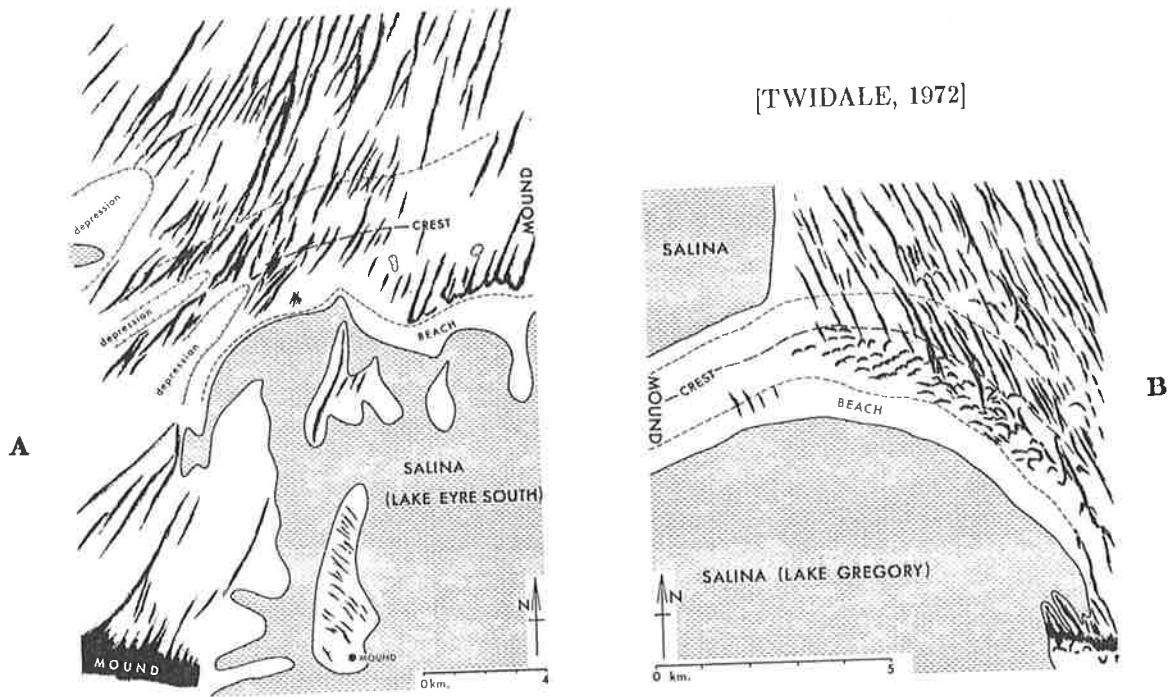 [TWIDALE, 1972]
depression
MOUND
CREST
depression
BEACH
depression
A
SALINA
(LAKE EYRE SOUTH)
N
MOUND
MOUND
0 km.
4
SALINA
MOUND
CREST
BEACH
B
SALINA (LAKE GREGORY)
N
0 km.
5